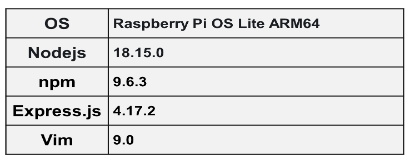 OS Raspberry Pi OS Lite ARM64
Nodejs 18.15.0
npm 9.6.3
Express.js 4.17.2
Vim 9.0